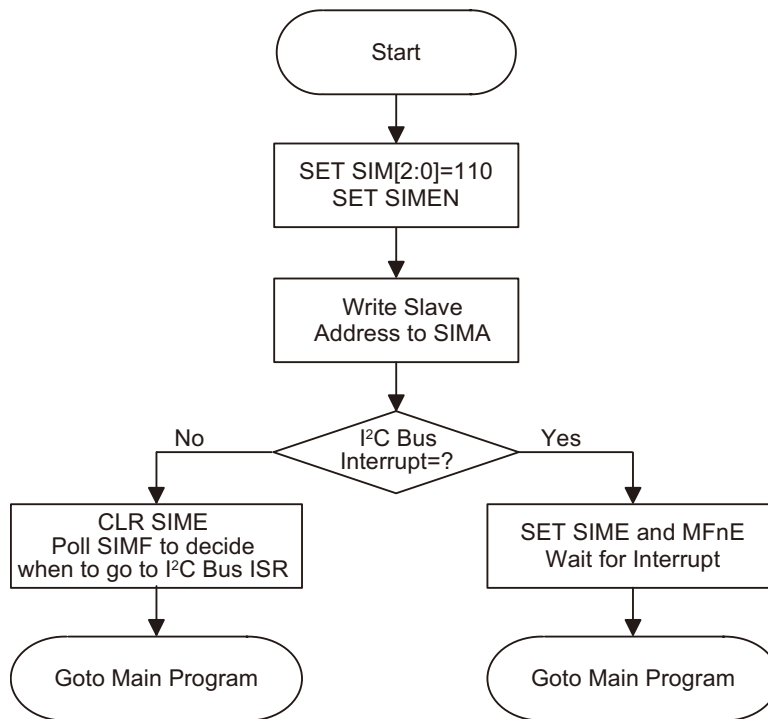 Start
SET SIM[2:0]=110
SET SIMEN
Write Slave
Address to SIMA
No
I²C Bus
Interrupt=?
Yes
CLR SIME
Poll SIMF to decide
when to go to I²C Bus ISR
SET SIME and MFnE
Wait for Interrupt
Goto Main Program
Goto Main Program